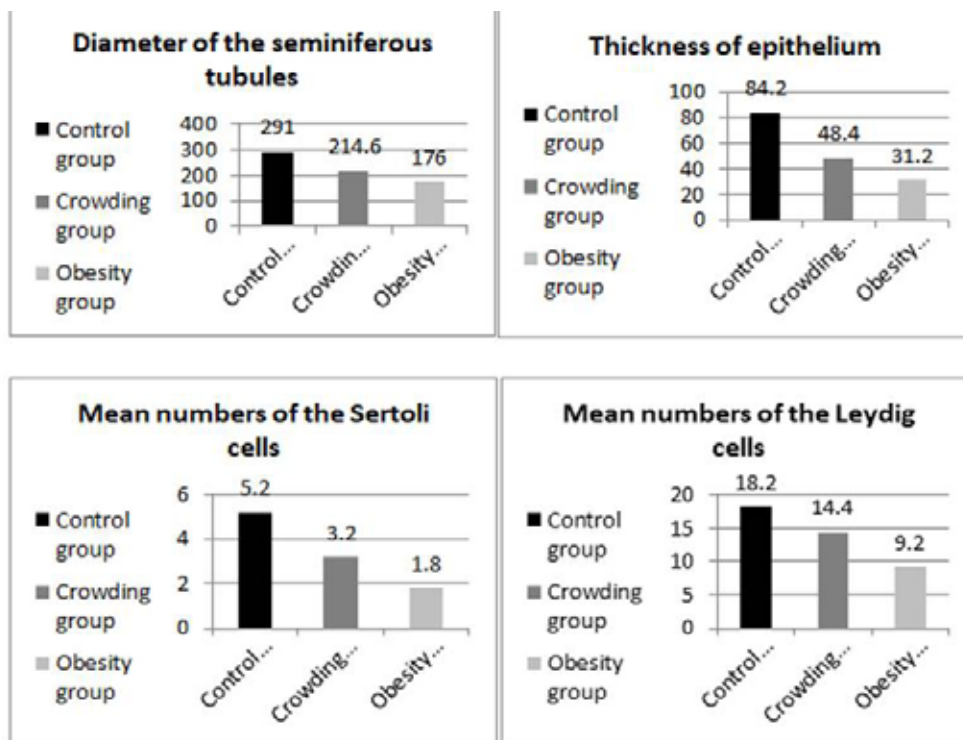 Diameter of the seminiferous
tubules
Control
group
Crowding
group
Obesity
group
400
300
200
100
0
291
214.6
176
Control...
Crowdin...
Obesity...
Thickness of epithelium
Control
group
Crowding
group
Obesity
group
100
80
60
40
20
0
84.2
48.4
31.2
Control...
Crowding...
Obesity...
Mean numbers of the Sertoli
cells
Control
group
Crowding
group
Obesity
group
6
4
2
0
5.2
3.2
1.8
Control...
Crowding...
Obesity...
Mean numbers of the Leydig
cells
Control
group
Crowding
group
Obesity
group
20
15
10
5
0
18.2
14.4
9.2
Control...
Crowding...
Obesity...